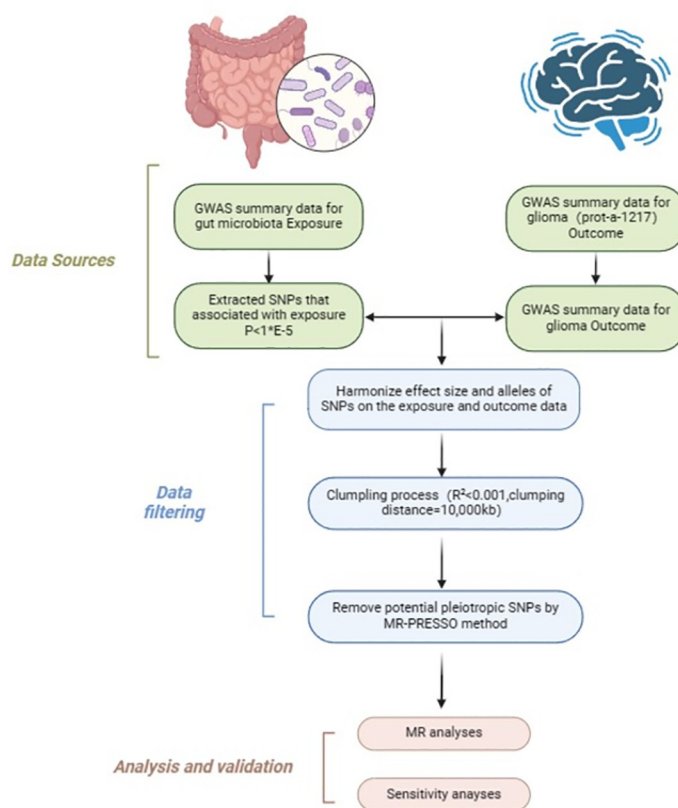 GWAS summary data for
gut microbiota Exposure
GWAS summary data for
glioma (prot-a-1217)
Outcome
Data Sources
Extracted SNPs that
associated with exposure
P<1*E-5
GWAS summary data for
glioma Outcome
Harmonize effect size and alleles of
SNPs on the exposure and outcome data
Data
filtering
Clumpling process (R²<0.001,clumping
distance=10,000kb)
Remove potential pleiotropic SNPs by
MR-PRESSO method
MR analyses
Analysis and validation
Sensitivity anayses